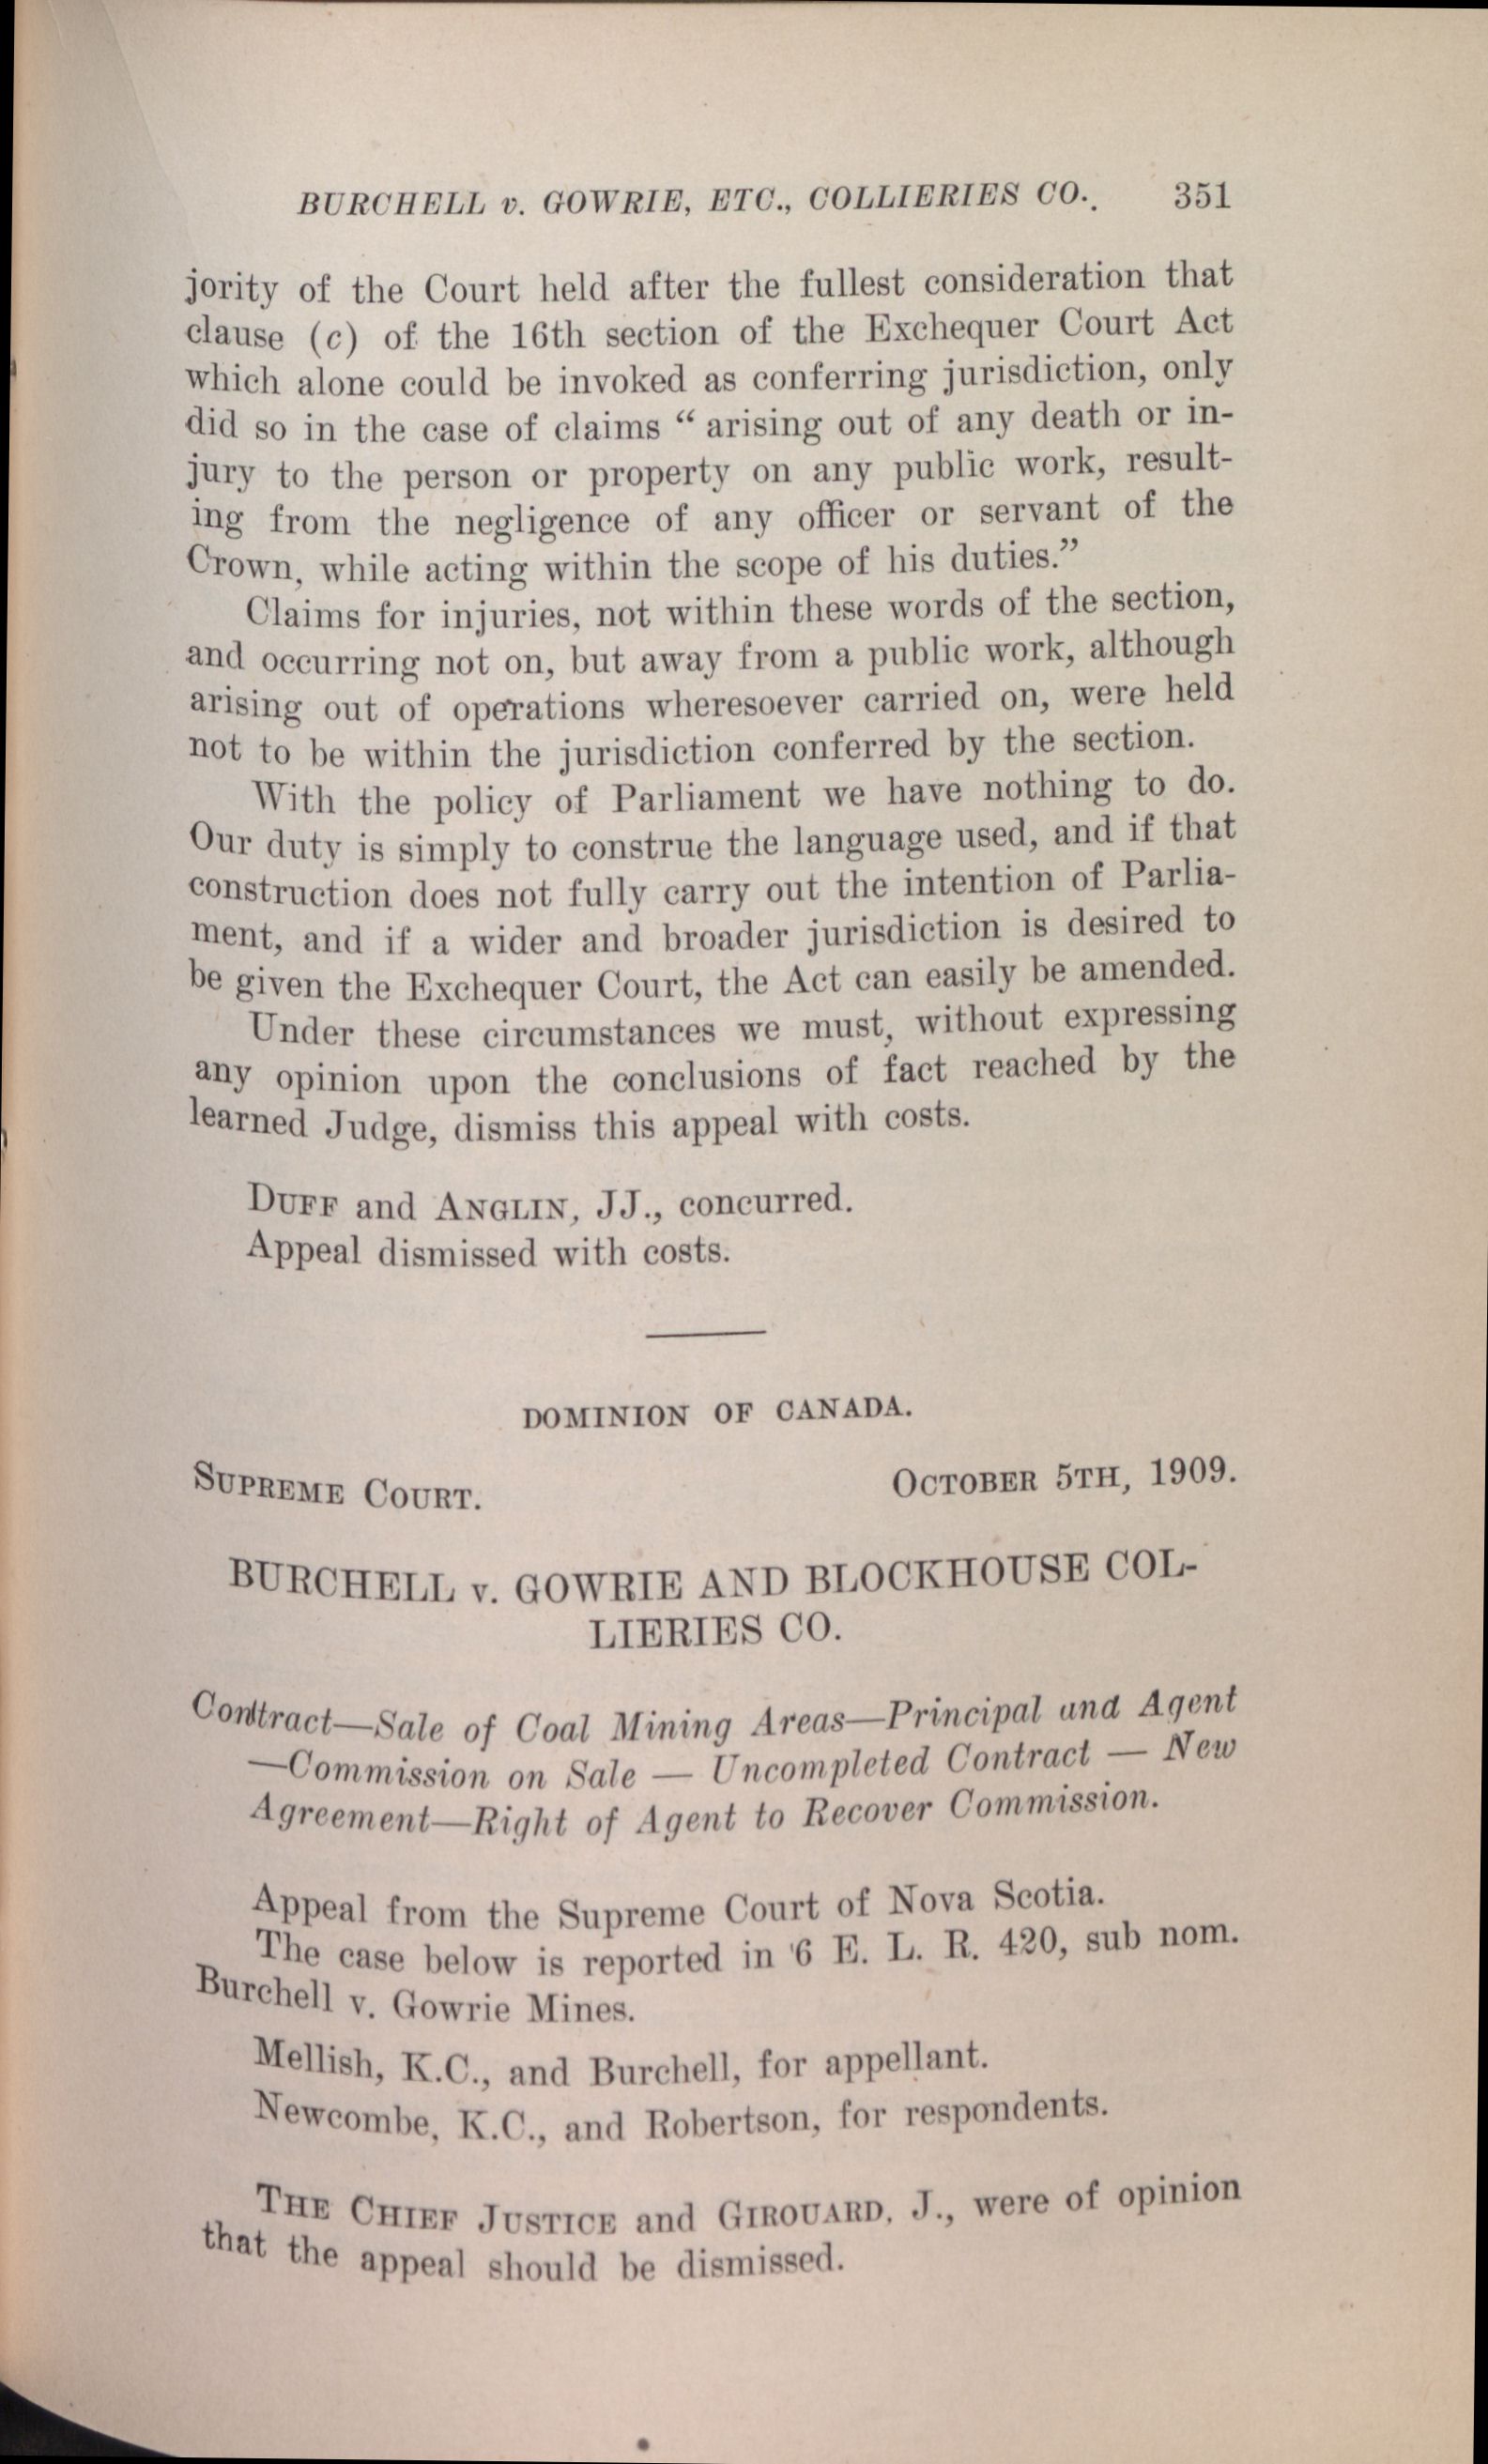 BURCHELL v. GOWRIE, ETC., COLLIERIES CO.. 351
jority of the Court held after the fullest consideration that
clause (c) of the 16th section of the Exchequer Court Act
which alone could be invoked as conferring jurisdiction, only
did so in the case of claims “ arising out of any death or in-
jury to the person or property on any public work, result-
ing from the negligence of any officer or servant of the
Crown, while acting within the scope of his duties.”
Claims for injuries, not within these words of the section,
and occurring not on, but away from a public work, although
arising out of operations wheresoever carried on, were held
not to be within the jurisdiction conferred by the section.
With the policy of Parliament we have nothing to do.
Our duty is simply to construe the language used, and if that
construction does not fully carry out the intention of Parlia-
ment, and if a wider and broader jurisdiction is desired to
be given the Exchequer Court, the Act can easily be amended.
Under these circumstances we must, without expressing
any opinion upon the conclusions of fact reached by the
learned Judge, dismiss this appeal with costs.
DUFF and ANGLIN, JJ., concurred.
Appeal dismissed with costs.
DOMINION OF CANADA.
SUPREME COURT. OCTOBER 5TH, 1909.
BURCHELL v. GOWRIE AND BLOCKHOUSE COL-
LIERIES CO.
Contract—Sale of Coal Mining Areas—Principal and Agent
—Commission on Sale — Uncompleted Contract — New
Agreement—Right of Agent to Recover Commission.
Appeal from the Supreme Court of Nova Scotia.
The case below is reported in '6 E. L. R. 420, sub nom.
Burchell v. Gowrie Mines.
Mellish, K.C., and Burchell, for appellant.
Newcombe, K.C., and Robertson, for respondents.
THE CHIEF JUSTICE and GIROUARD, J., were of opinion
that the appeal should be dismissed.